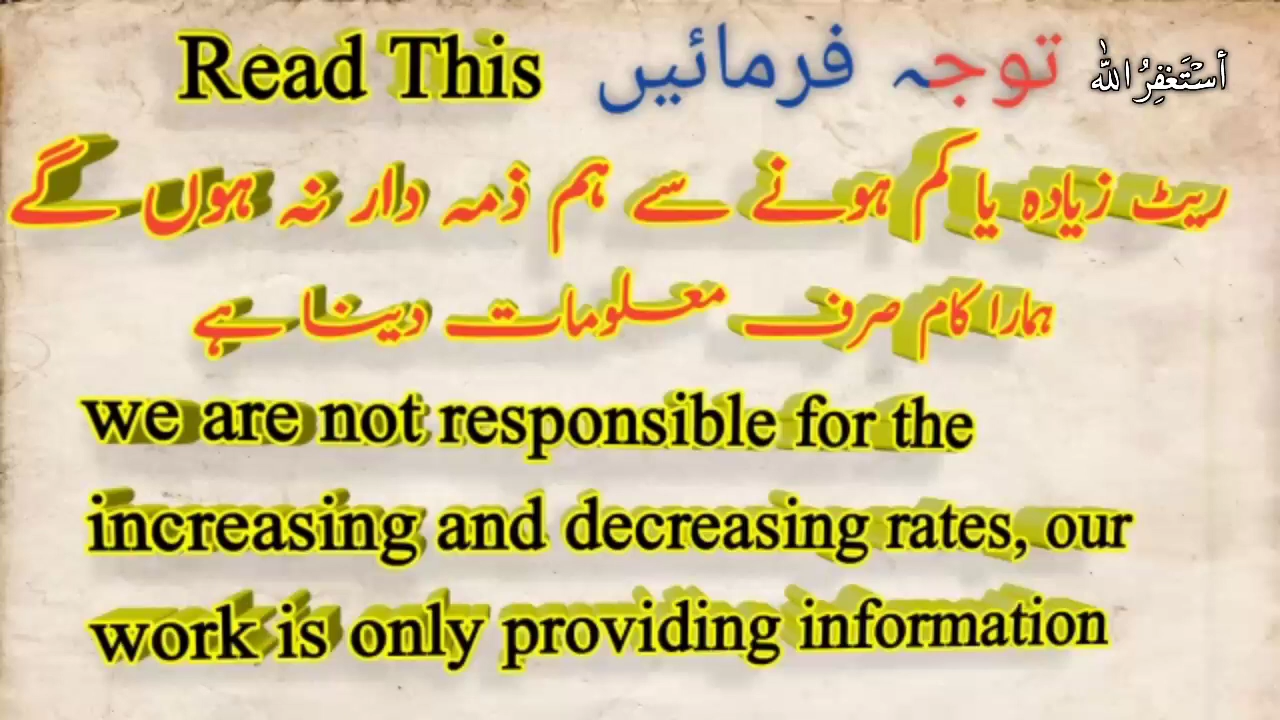 Read This توجہ فرمائیں أَسْتَغْفِرُ اللّٰه
ریٹ زیادہ یا کم ہونے سے ہم ذمہ دار نہ ہوں گے
ہمارا کام صرف معلومات دینا ہے
we are not responsible for the
increasing and decreasing rates, our
work is only providing information